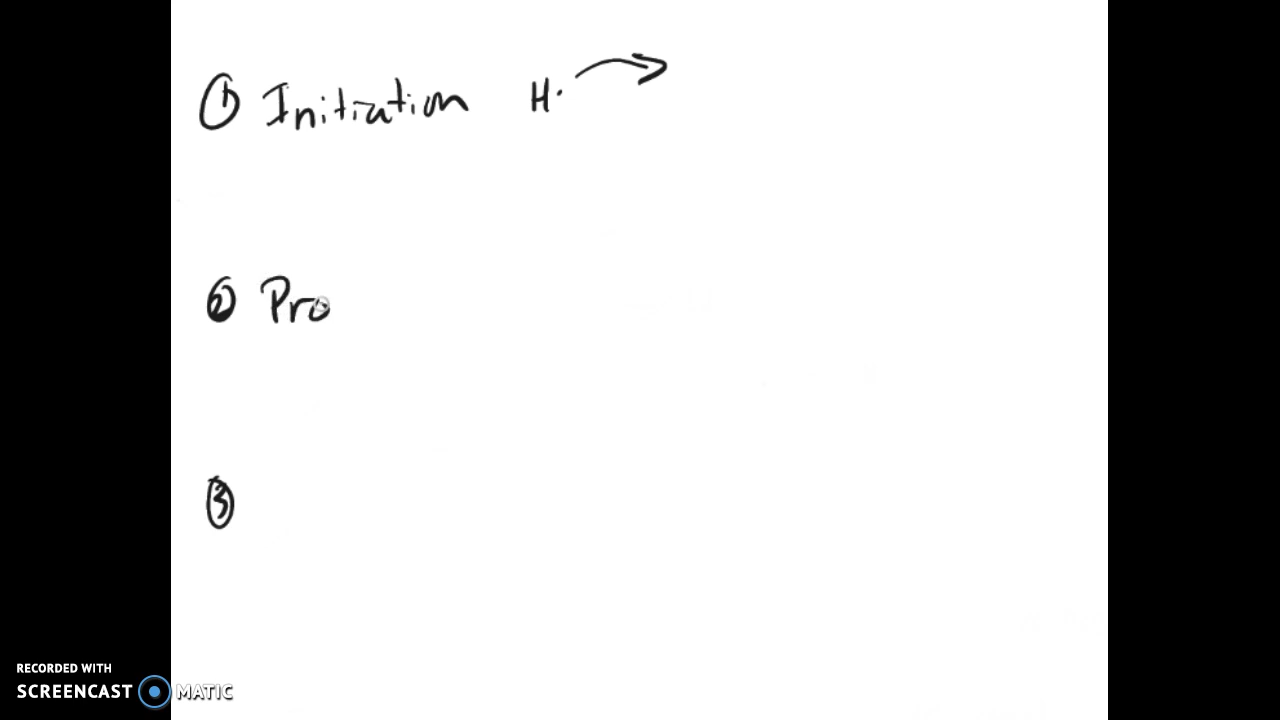 ① Initiation H· →
② Pro
③
RECORDED WITH
SCREENCAST MATIC